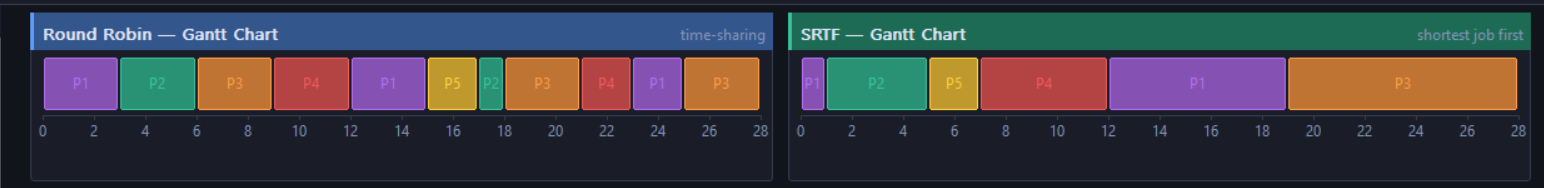 Round Robin — Gantt Chart time-sharing
P1 P2 P3 P4 P1 P5 P2 P3 P4 P1 P3
0 2 4 6 8 10 12 14 16 18 20 22 24 26 28
SRTF — Gantt Chart shortest job first
P1 P2 P5 P4 P1 P3
0 2 4 6 8 10 12 14 16 18 20 22 24 26 28